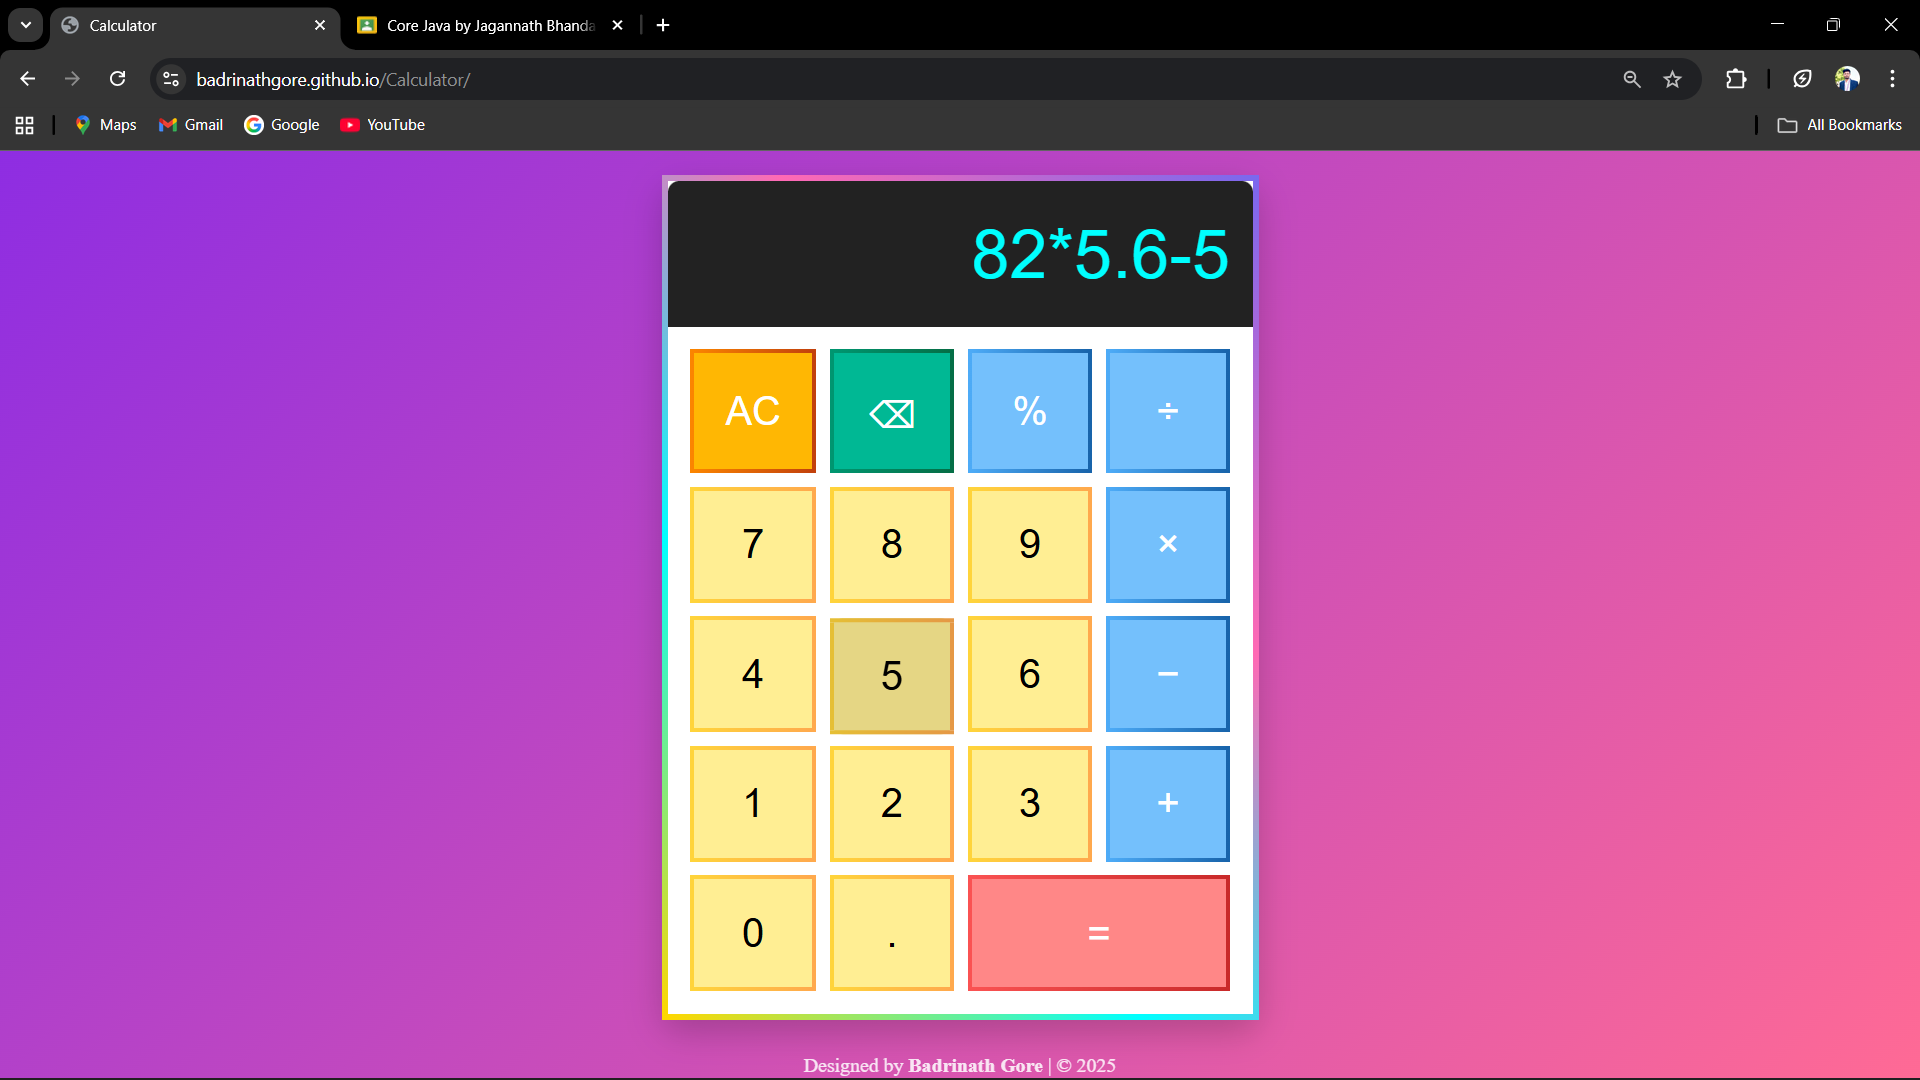 Calculator
Core Java by Jagannath Bhanda
badrinathgore.github.io/Calculator/
Maps Gmail Google YouTube All Bookmarks
82*5.6-5
AC ⌫ % ÷
7 8 9 ×
4 5 6 −
1 2 3 +
0 . =
Designed by Badrinath Gore | © 2025